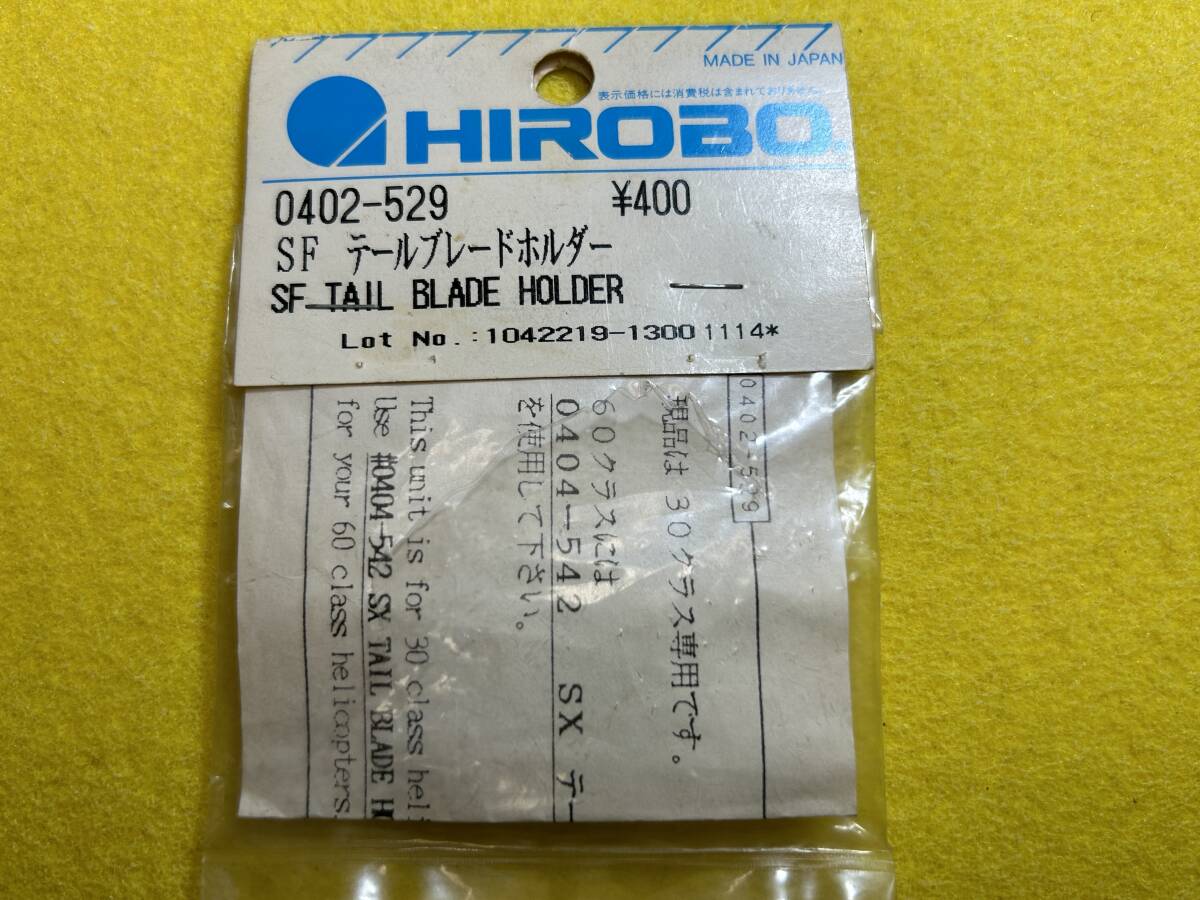 MADE IN JAPAN
表示価格には消費税は含まれておりません。
HIROBO
0402-529 ¥400
SF テールブレードホルダー
SF TAIL BLADE HOLDER
Lot No.:1042219-1300 1114*
0402-529
現品は30クラス専用です。
60クラスには
0404-542 SX テー
を使用して下さい。
This unit is for 30 class heli
Use #0404-542 SX TAIL BLADE HO
for your 60 class helicopters.